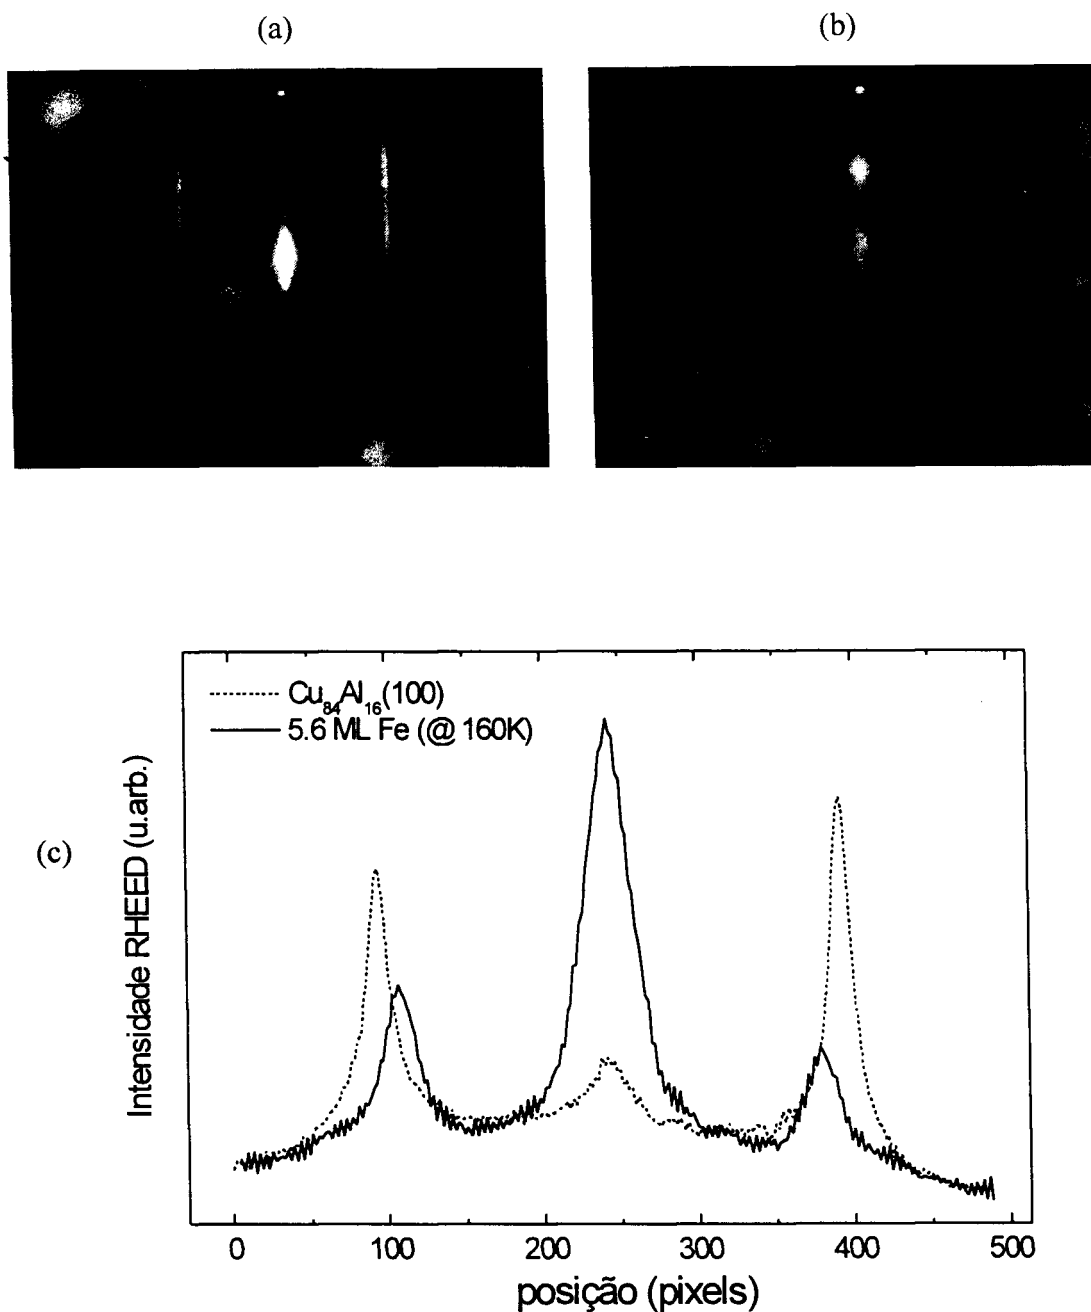 (a)
(b)
Cu₈₄Al₁₆(100)
5.6 ML Fe (@ 160K)
(c)
Intensidade RHEED (u.arb.)
0 100 200 300 400 500
posição (pixels)